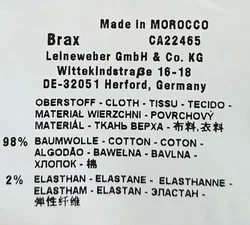 Made in MOROCCO
Brax CA22465
Leineweber GmbH & Co. KG
Wittekindstraße 16-18
DE-32051 Herford, Germany
OBERSTOFF - CLOTH - TISSU - TECIDO -
MATERIAŁ WIERZCHNI - POVRCHOVÝ
MATERIÁL - ТКАНЬ ВЕРХА - 布料,衣料
98% BAUMWOLLE - COTTON - COTON -
ALGODÃO - BAWEŁNA - BAVLNA -
ХЛОПОК - 棉
2% ELASTHAN - ELASTANE - ELASTHANNE -
ELASTHAM - ELASTAN - ЭЛАСТАН -
弹性纤维